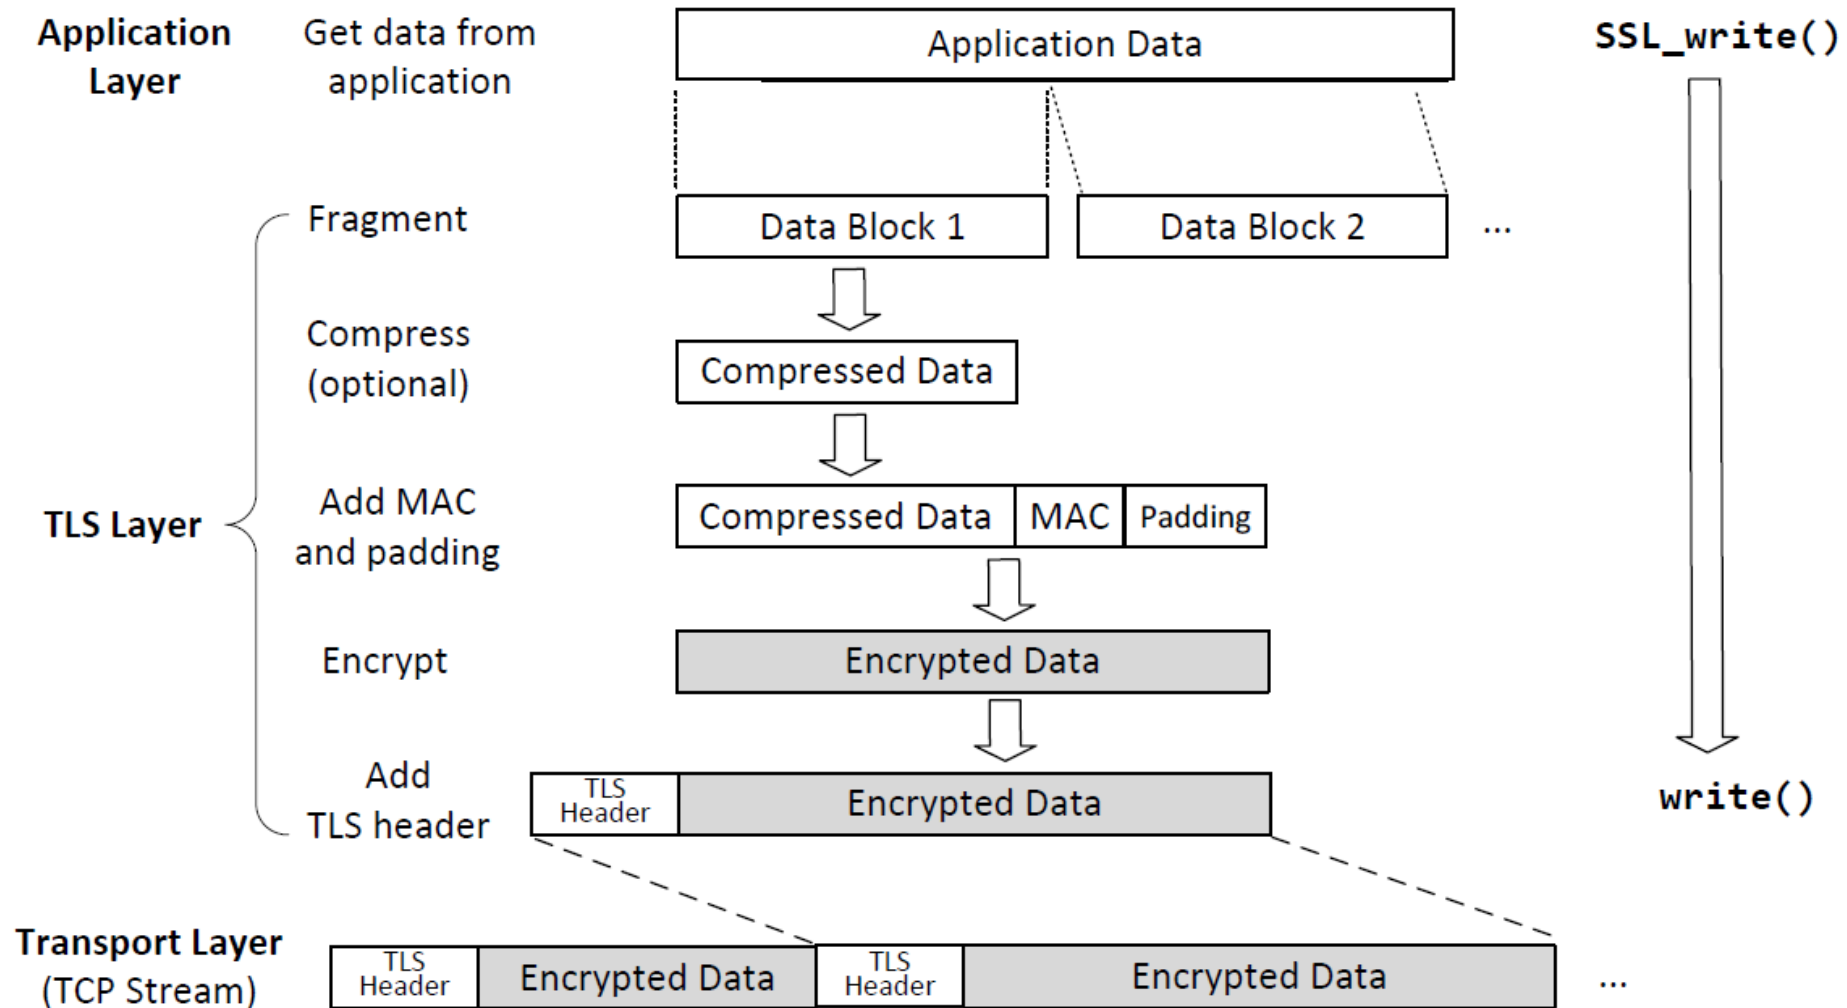 Application
Layer
Get data from
application
Application Data
SSL_write()
Fragment
Data Block 1
Data Block 2
...
Compress
(optional)
Compressed Data
TLS Layer
Add MAC
and padding
Compressed Data
MAC
Padding
Encrypt
Encrypted Data
Add
TLS header
TLS
Header
Encrypted Data
write()
Transport Layer
(TCP Stream)
TLS
Header
Encrypted Data
TLS
Header
Encrypted Data
...